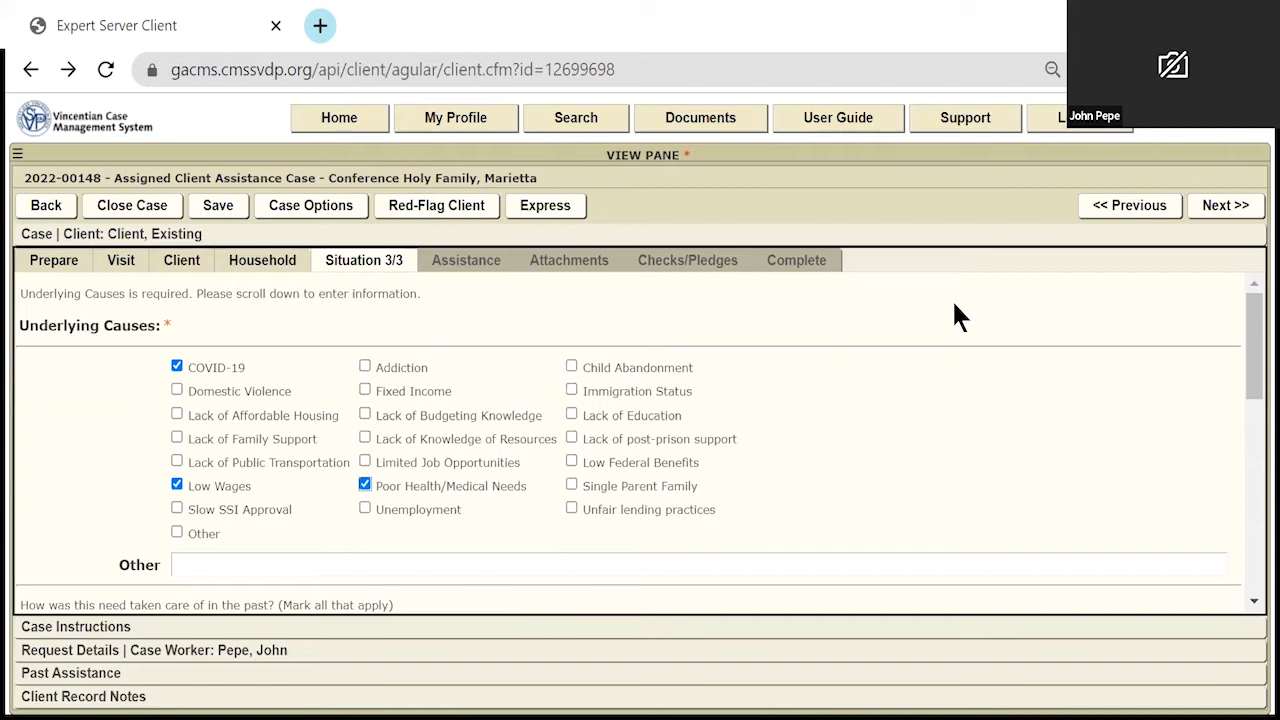 Expert Server Client
gacms.cmssvdp.org/api/client/agular/client.cfm?id=12699698
John Pepe
Vincentian Case
Management System
Home My Profile Search Documents User Guide Support
VIEW PANE *
2022-00148 - Assigned Client Assistance Case - Conference Holy Family, Marietta
Back Close Case Save Case Options Red-Flag Client Express << Previous Next >>
Case | Client: Client, Existing
Prepare Visit Client Household Situation 3/3 Assistance Attachments Checks/Pledges Complete
Underlying Causes is required. Please scroll down to enter information.
Underlying Causes: *
COVID-19 Addiction Child Abandonment
Domestic Violence Fixed Income Immigration Status
Lack of Affordable Housing Lack of Budgeting Knowledge Lack of Education
Lack of Family Support Lack of Knowledge of Resources Lack of post-prison support
Lack of Public Transportation Limited Job Opportunities Low Federal Benefits
Low Wages Poor Health/Medical Needs Single Parent Family
Slow SSI Approval Unemployment Unfair lending practices
Other
Other
How was this need taken care of in the past? (Mark all that apply)
Case Instructions
Request Details | Case Worker: Pepe, John
Past Assistance
Client Record Notes